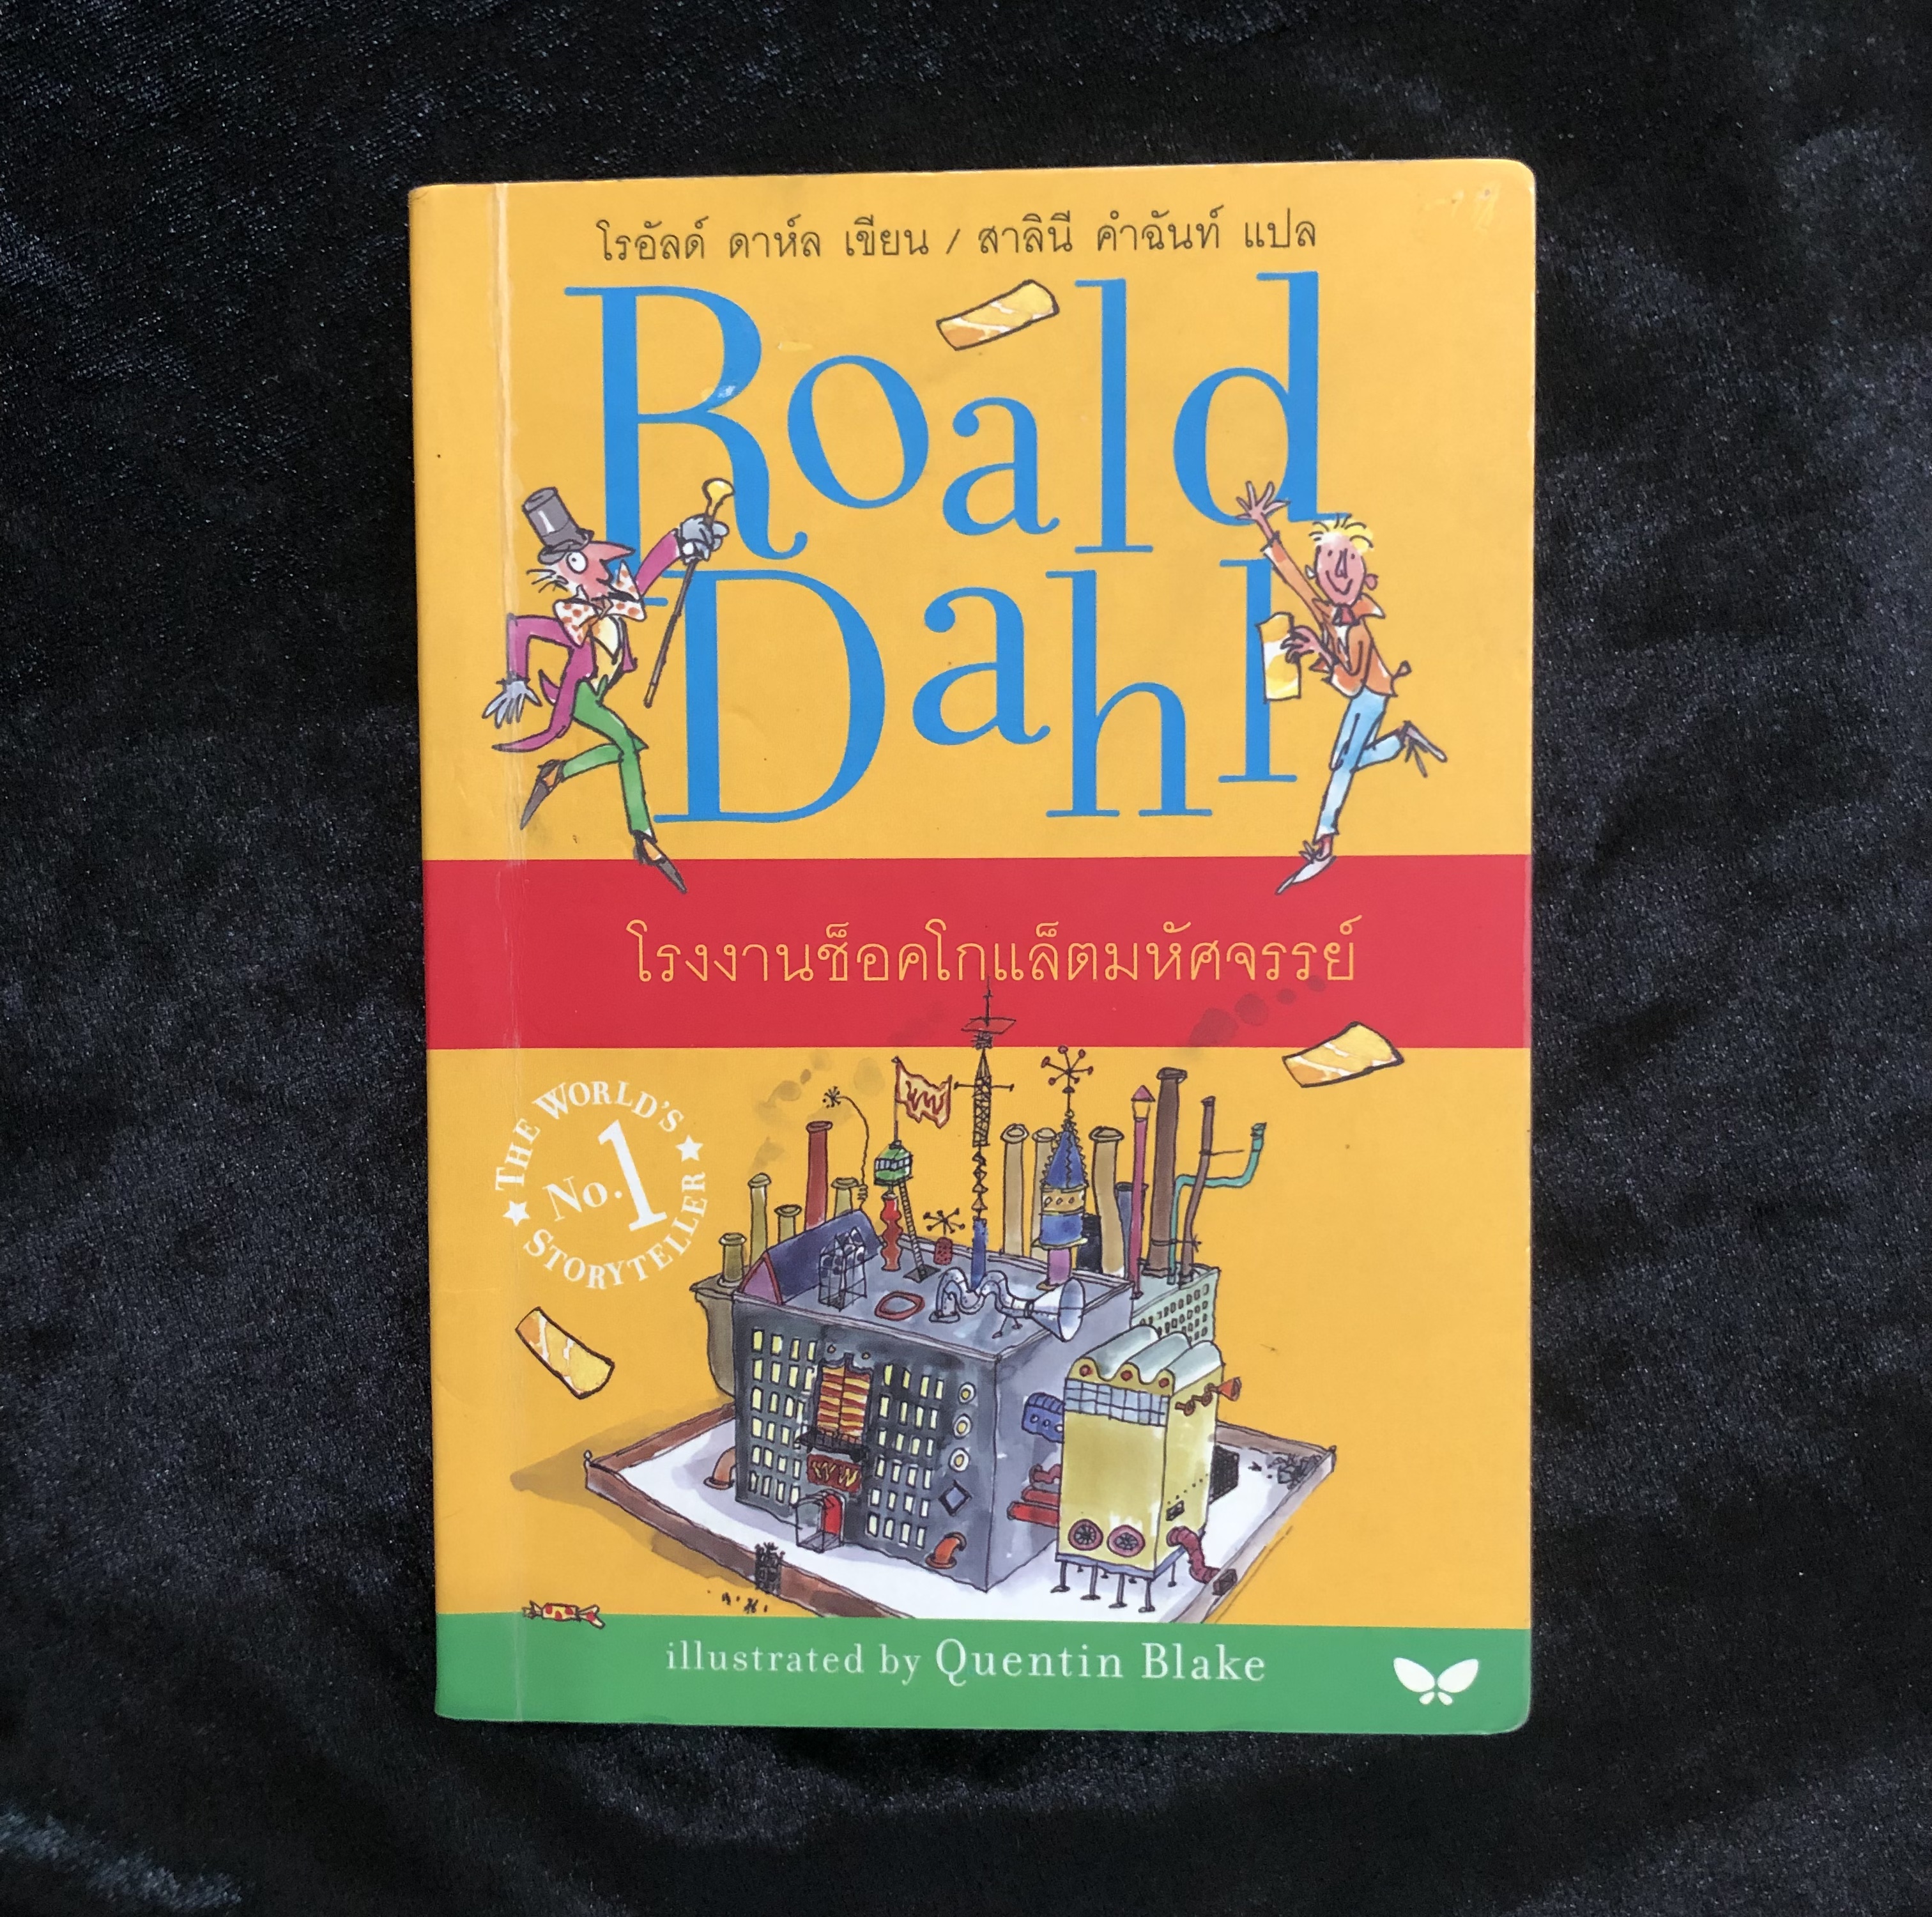 โรอัลด์ ดาห์ล เขียน / สาลินี คำฉันท์ แปล
Roald
Dahl
โรงงานช็อคโกแล็ตมหัศจรรย์
THE WORLD'S
No.1
STORYTELLER
WW
WW
illustrated by Quentin Blake